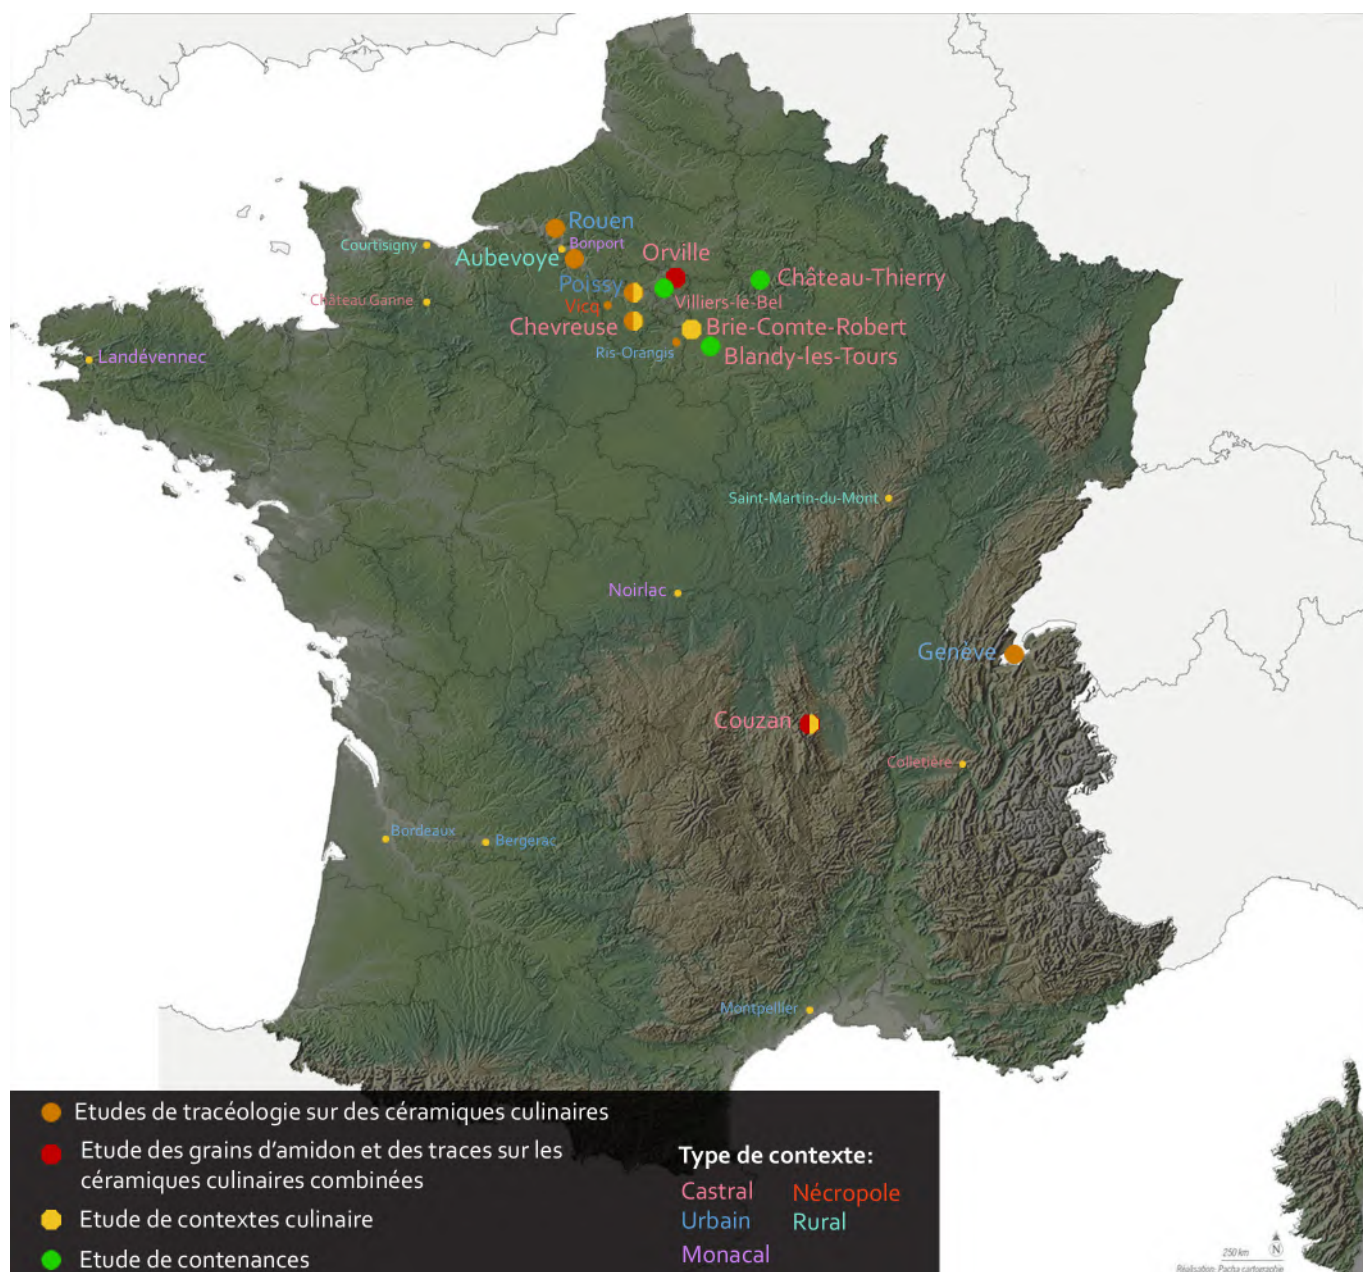 Rouen
Courtisigny
Bonport
Aubevoye
Orville
Château-Thierry
Poissy
Villiers-le-Bel
Château Ganne
Vicq
Chevreuse
Brie-Comte-Robert
Ris-Orangis
Blandy-les-Tours
Landévennec
Saint-Martin-du-Mont
Noirlac
Genève
Couzan
Colletière
Bordeaux
Bergerac
Montpellier
Etudes de tracéologie sur des céramiques culinaires
Etude des grains d'amidon et des traces sur les
céramiques culinaires combinées
Etude de contextes culinaire
Etude de contenances
Type de contexte:
Castral
Nécropole
Urbain
Rural
Monacal
250 km
N
Réalisation: Pacha cartographie